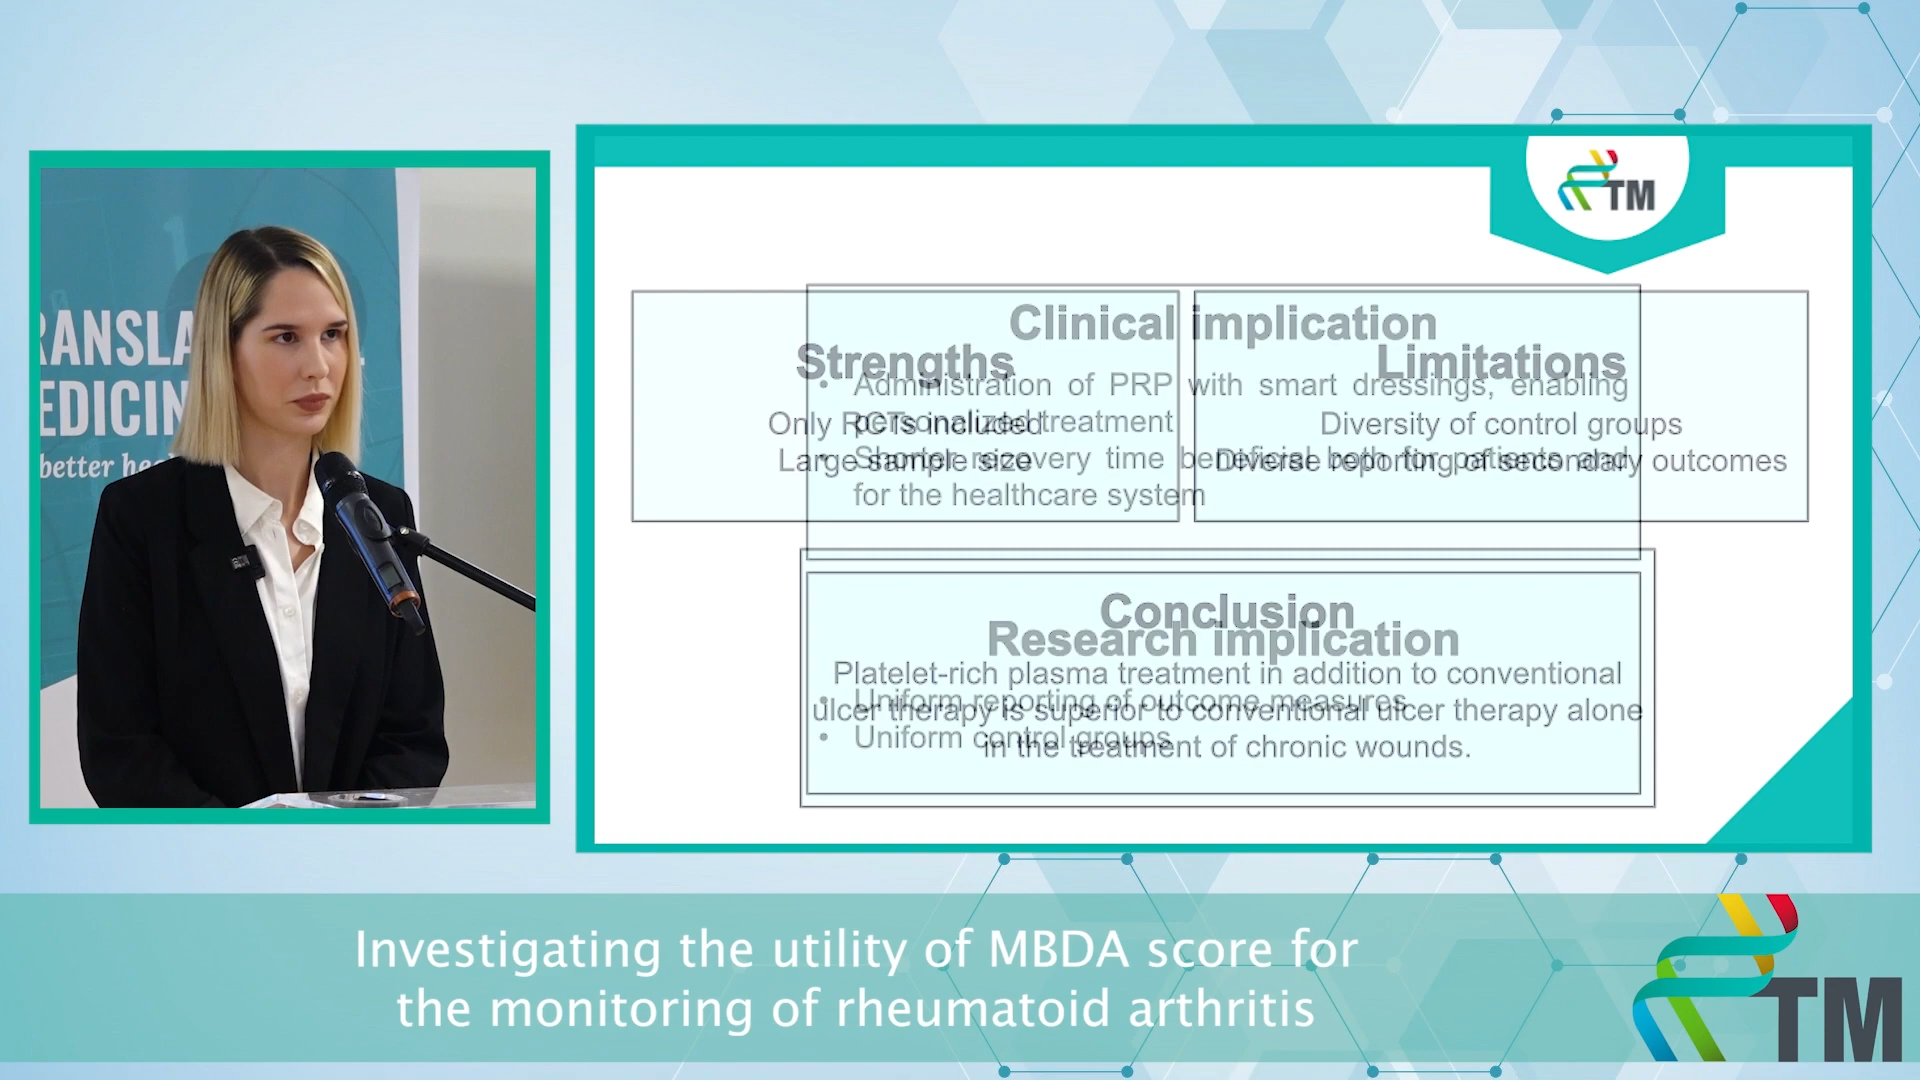 RANSLA
EDICIN
better hea
TM
Strengths
Only RCTs included
Large sample size
Limitations
Diversity of control groups
Diverse reporting of secondary outcomes
Conclusion
Platelet-rich plasma treatment in addition to conventional
ulcer therapy is superior to conventional ulcer therapy alone
in the treatment of chronic wounds.
Clinical implication
• Administration of PRP with smart dressings, enabling
personalized treatment
• Shorter recovery time beneficial both for patients and
for the healthcare system
Research implication
• Uniform reporting of outcome measures
• Uniform control groups
Investigating the utility of MBDA score for
the monitoring of rheumatoid arthritis
TM